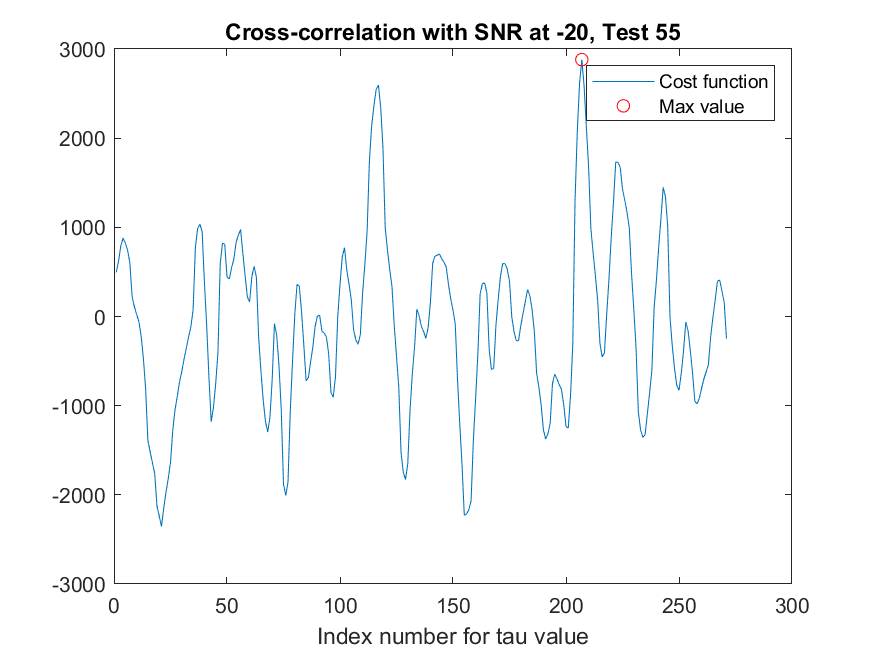 Cross-correlation with SNR at -20, Test 55
3000
2000
1000
0
-1000
-2000
-3000
Cost function
Max value
0 50 100 150 200 250 300
Index number for tau value